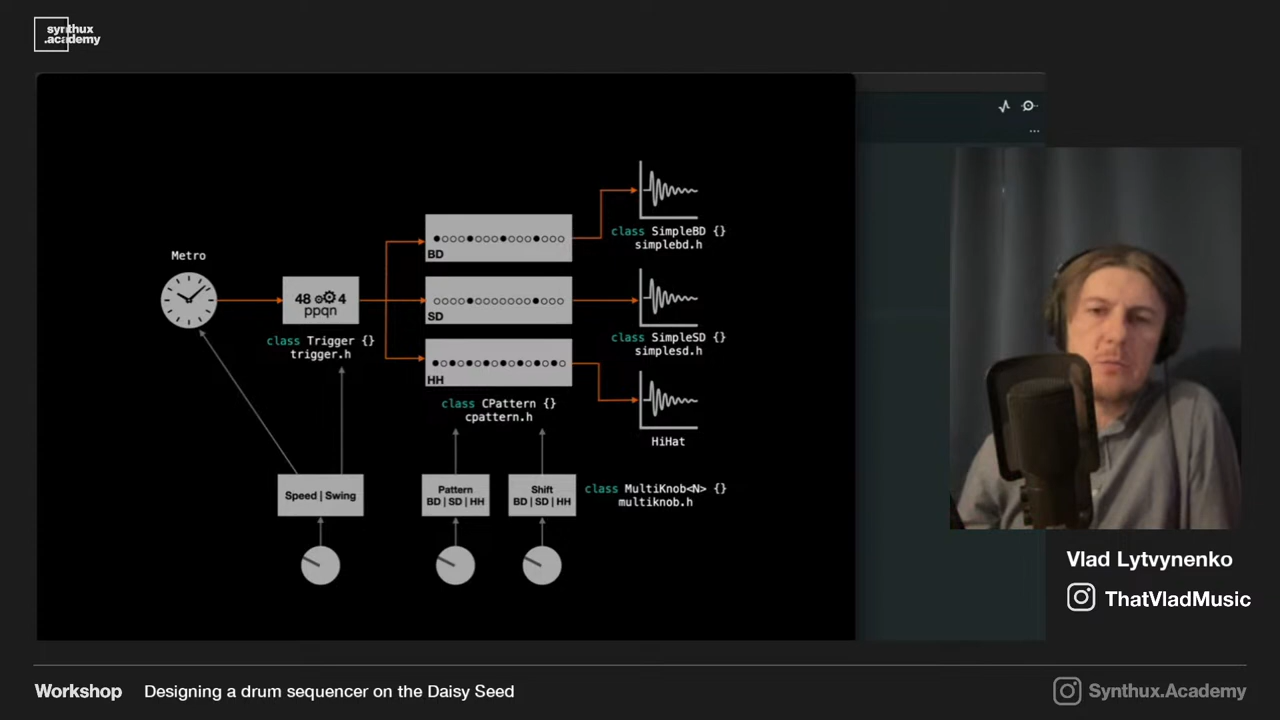 synthux
.academy
Metro
48 4
ppqn
class Trigger {}
trigger.h
BD
SD
HH
class CPattern {}
cpattern.h
class SimpleBD {}
simplebd.h
class SimpleSD {}
simplesd.h
HiHat
Speed | Swing
Pattern
BD | SD | HH
Shift
BD | SD | HH
class MultiKnob<N> {}
multiknob.h
Vlad Lytvynenko
ThatVladMusic
Workshop Designing a drum sequencer on the Daisy Seed
Synthux.Academy